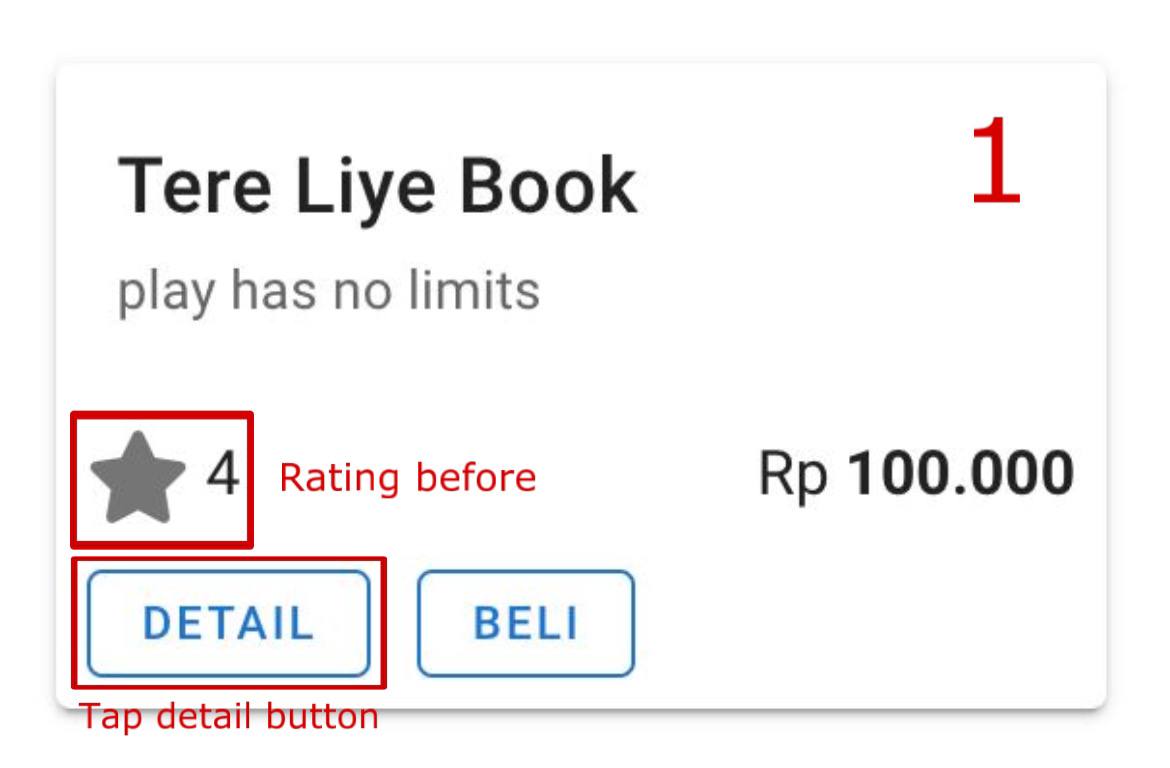 1
Tere Liye Book
play has no limits
4 Rating before Rp 100.000
DETAIL BELI
Tap detail button